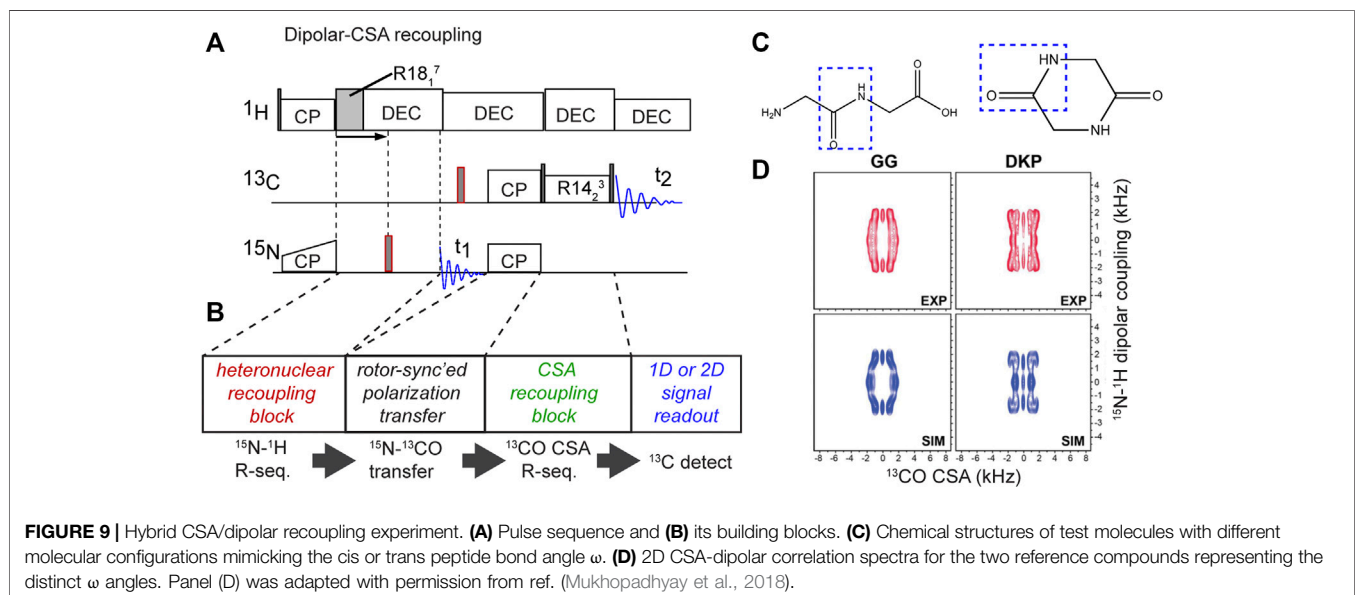 A
Dipolar-CSA recoupling
R18₁⁷
¹H
CP
DEC
DEC
DEC
DEC
¹³C
CP
R14₂³
t2
¹⁵N
CP
t₁
CP
B
heteronuclear
recoupling
block
rotor-sync'ed
polarization
transfer
CSA
recoupling
block
1D or 2D
signal
readout
¹⁵N-¹H
R-seq.
¹⁵N-¹³CO
transfer
¹³CO CSA
R-seq.
¹³C detect
C
H₂N
O
H
N
O
OH
HN
O
O
NH
D
GG
DKP
EXP
EXP
SIM
SIM
4
2
0
-2
-4
4
2
0
-2
-4
¹⁵N-¹H dipolar coupling (kHz)
-8 -6 -4 -2 0 2 4 6 8
-8 -6 -4 -2 0 2 4 6 8
¹³CO CSA (kHz)
FIGURE 9 | Hybrid CSA/dipolar recoupling experiment. (A) Pulse sequence and (B) its building blocks. (C) Chemical structures of test molecules with different
molecular configurations mimicking the cis or trans peptide bond angle ω. (D) 2D CSA-dipolar correlation spectra for the two reference compounds representing the
distinct ω angles. Panel (D) was adapted with permission from ref. (Mukhopadhyay et al., 2018).